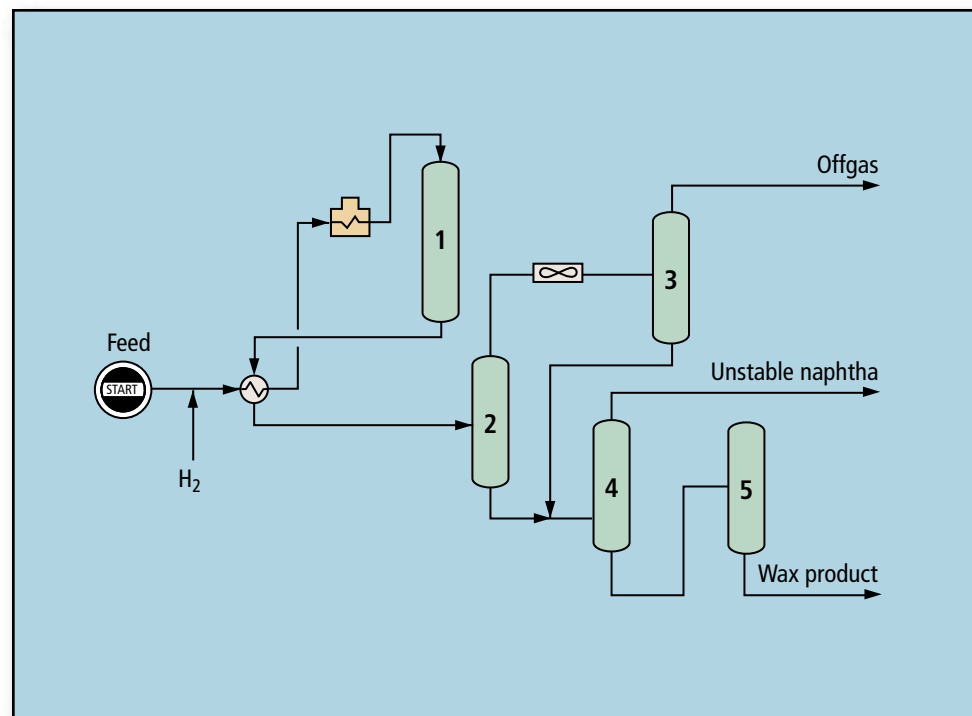 Offgas
1
3
Feed
START
Unstable naphtha
2
H₂
4
5
Wax product